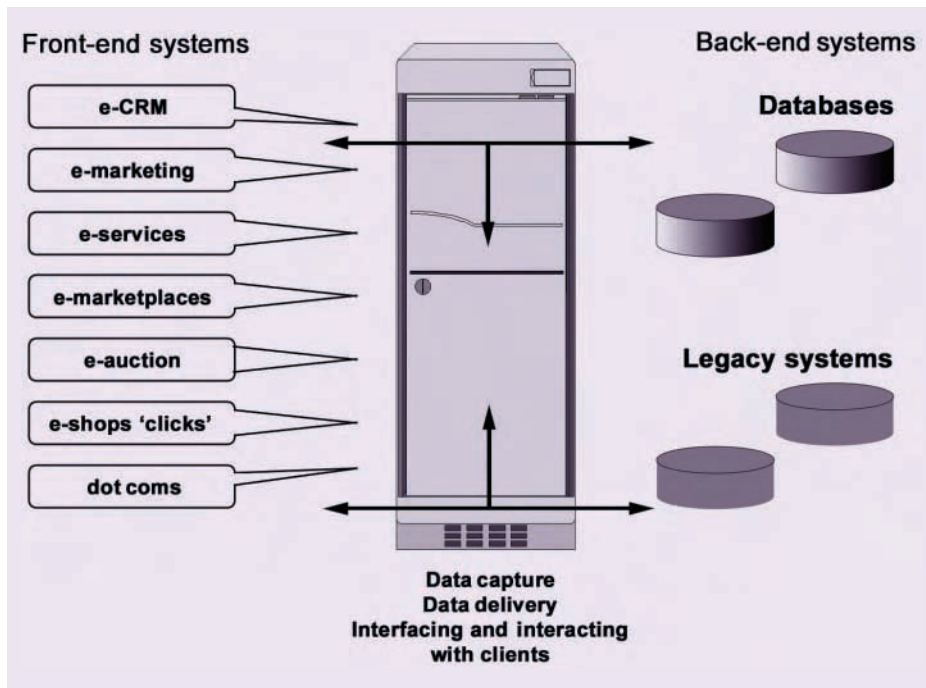 Front-end systems
e-CRM
e-marketing
e-services
e-marketplaces
e-auction
e-shops ‘clicks’
dot coms
Back-end systems
Databases
Legacy systems
Data capture
Data delivery
Interfacing and interacting
with clients